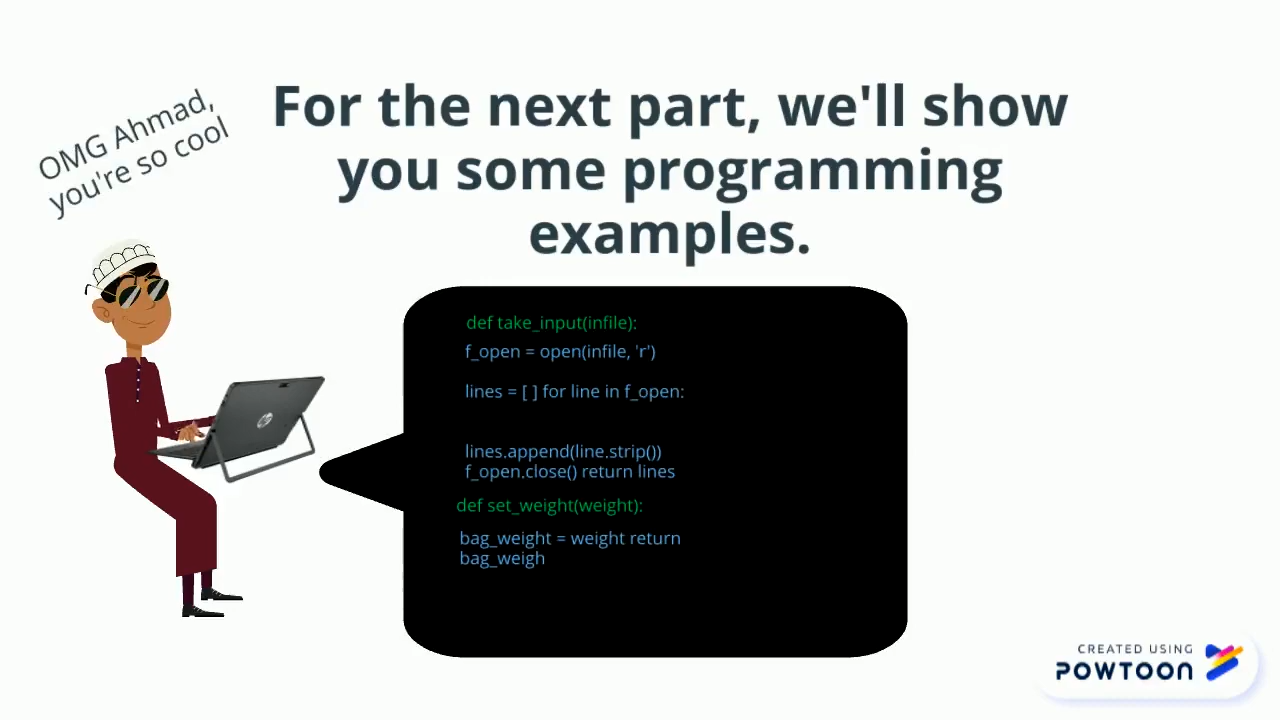 OMG Ahmad,
you're so cool
For the next part, we'll show
you some programming
examples.
def take_input(infile):
f_open = open(infile, 'r')
lines = [ ] for line in f_open:
lines.append(line.strip())
f_open.close() return lines
def set_weight(weight):
bag_weight = weight return
bag_weigh
hp
CREATED USING
POWTOON